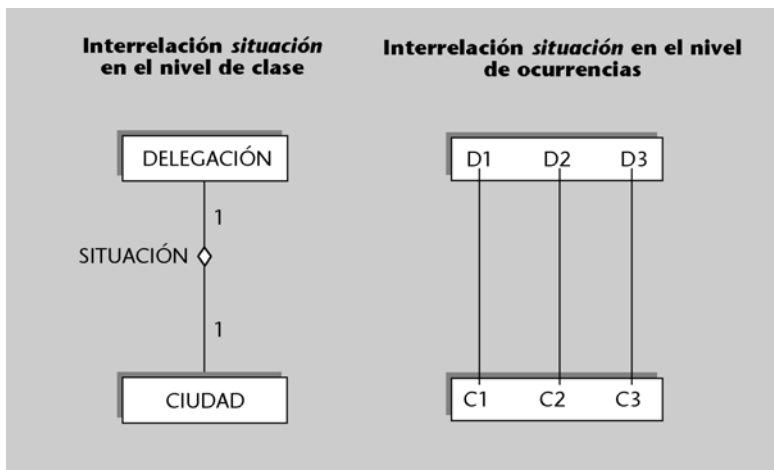 Interrelación situación
en el nivel de clase
DELEGACIÓN
1
SITUACIÓN
1
CIUDAD
Interrelación situación en el nivel
de ocurrencias
D1 D2 D3
C1 C2 C3